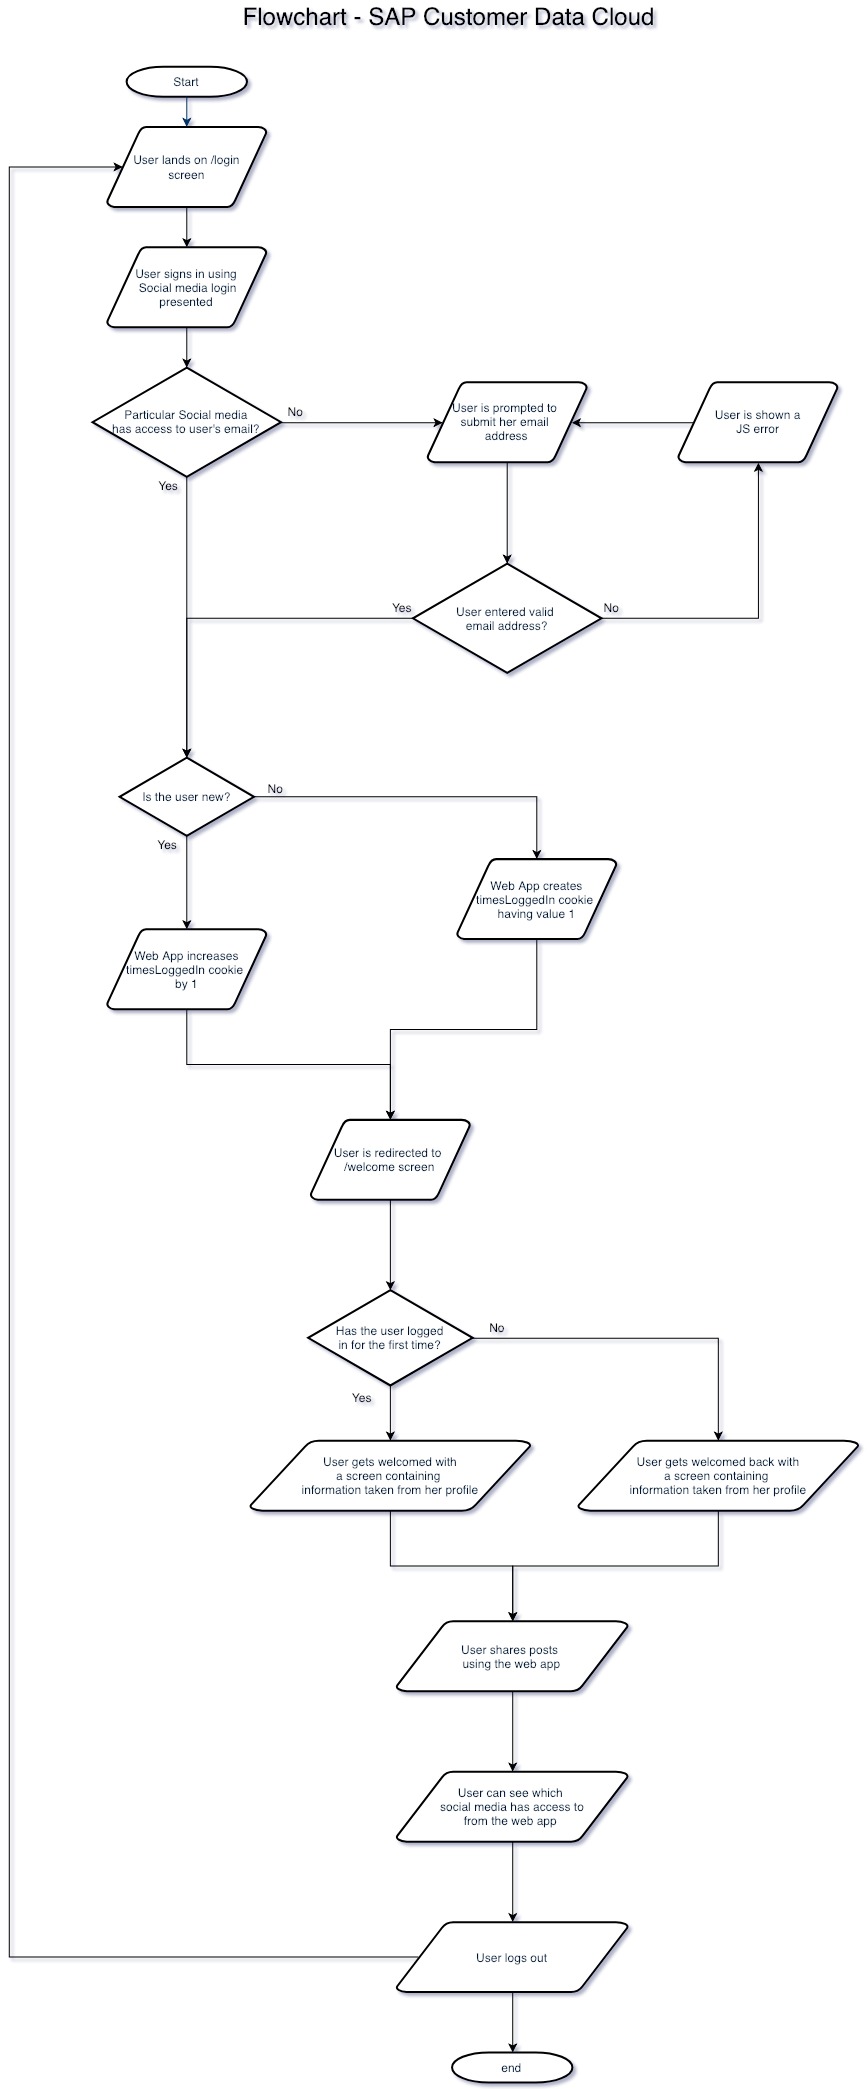 Flowchart - SAP Customer Data Cloud
Start
User lands on /login
screen
User signs in using
Social media login
presented
Particular Social media
has access to user's email?
No
Yes
User is prompted to
submit her email
address
User is shown a
JS error
User entered valid
email address?
Yes
No
Is the user new?
No
Yes
Web App creates
timesLoggedIn cookie
having value 1
Web App increases
timesLoggedIn cookie
by 1
User is redirected to
/welcome screen
Has the user logged
in for the first time?
No
Yes
User gets welcomed with
a screen containing
information taken from her profile
User gets welcomed back with
a screen containing
information taken from her profile
User shares posts
using the web app
User can see which
social media has access to
from the web app
User logs out
end